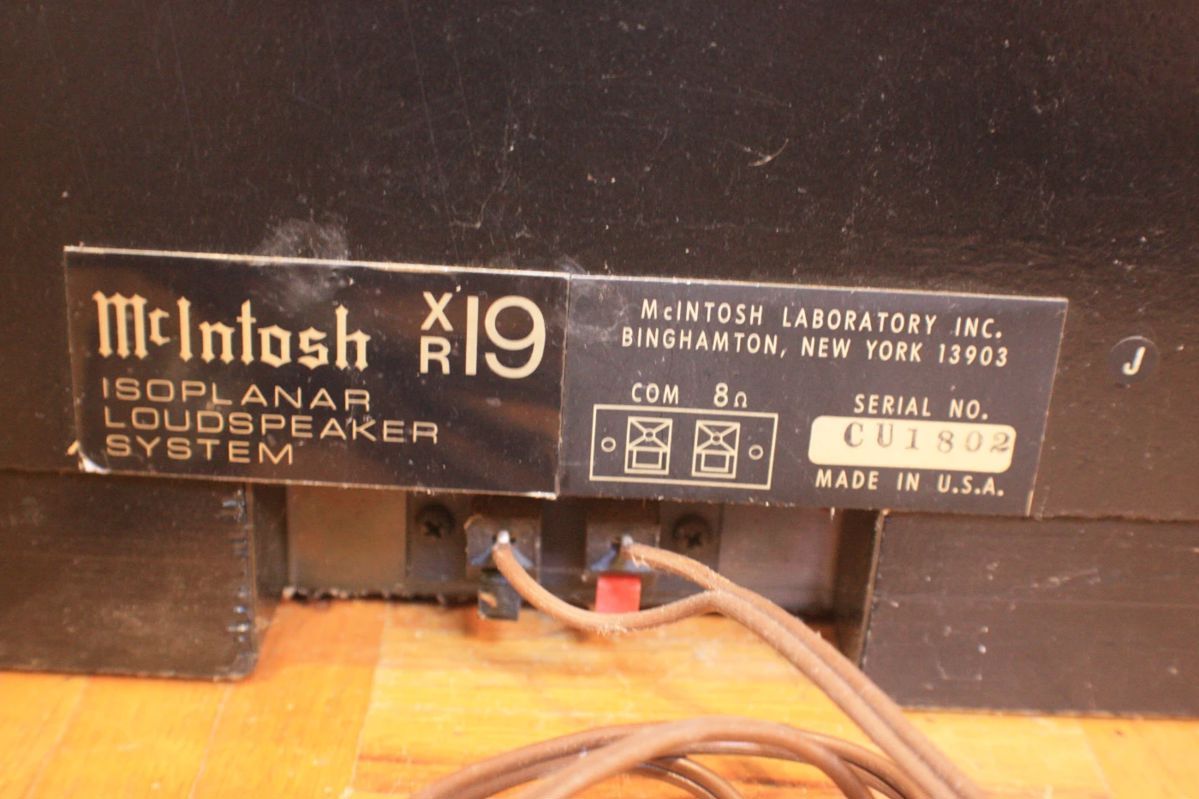 McIntosh XR19
ISOPLANAR
LOUDSPEAKER
SYSTEM
McINTOSH LABORATORY INC.
BINGHAMTON, NEW YORK 13903
COM 8Ω
SERIAL NO.
CU1802
MADE IN U.S.A.
J